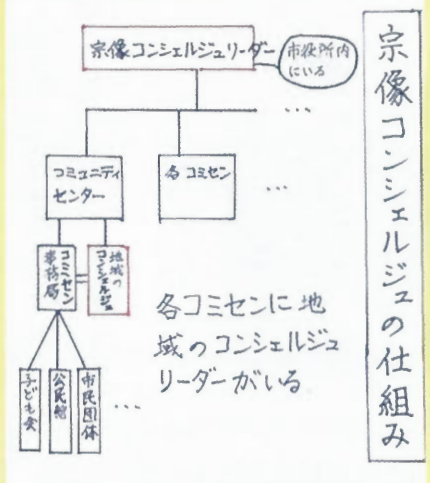 宗像コンシェルジュの仕組み
宗像コンシェルジュリーダー
市役所内
にいる
...
コミュニティ
センター
各コミセン
...
コミセン
事務局
地域の
コンシェルジュ
各コミセンに地
域のコンシェルジュ
リーダーがいる
子ども会
公民館
市民団体
...